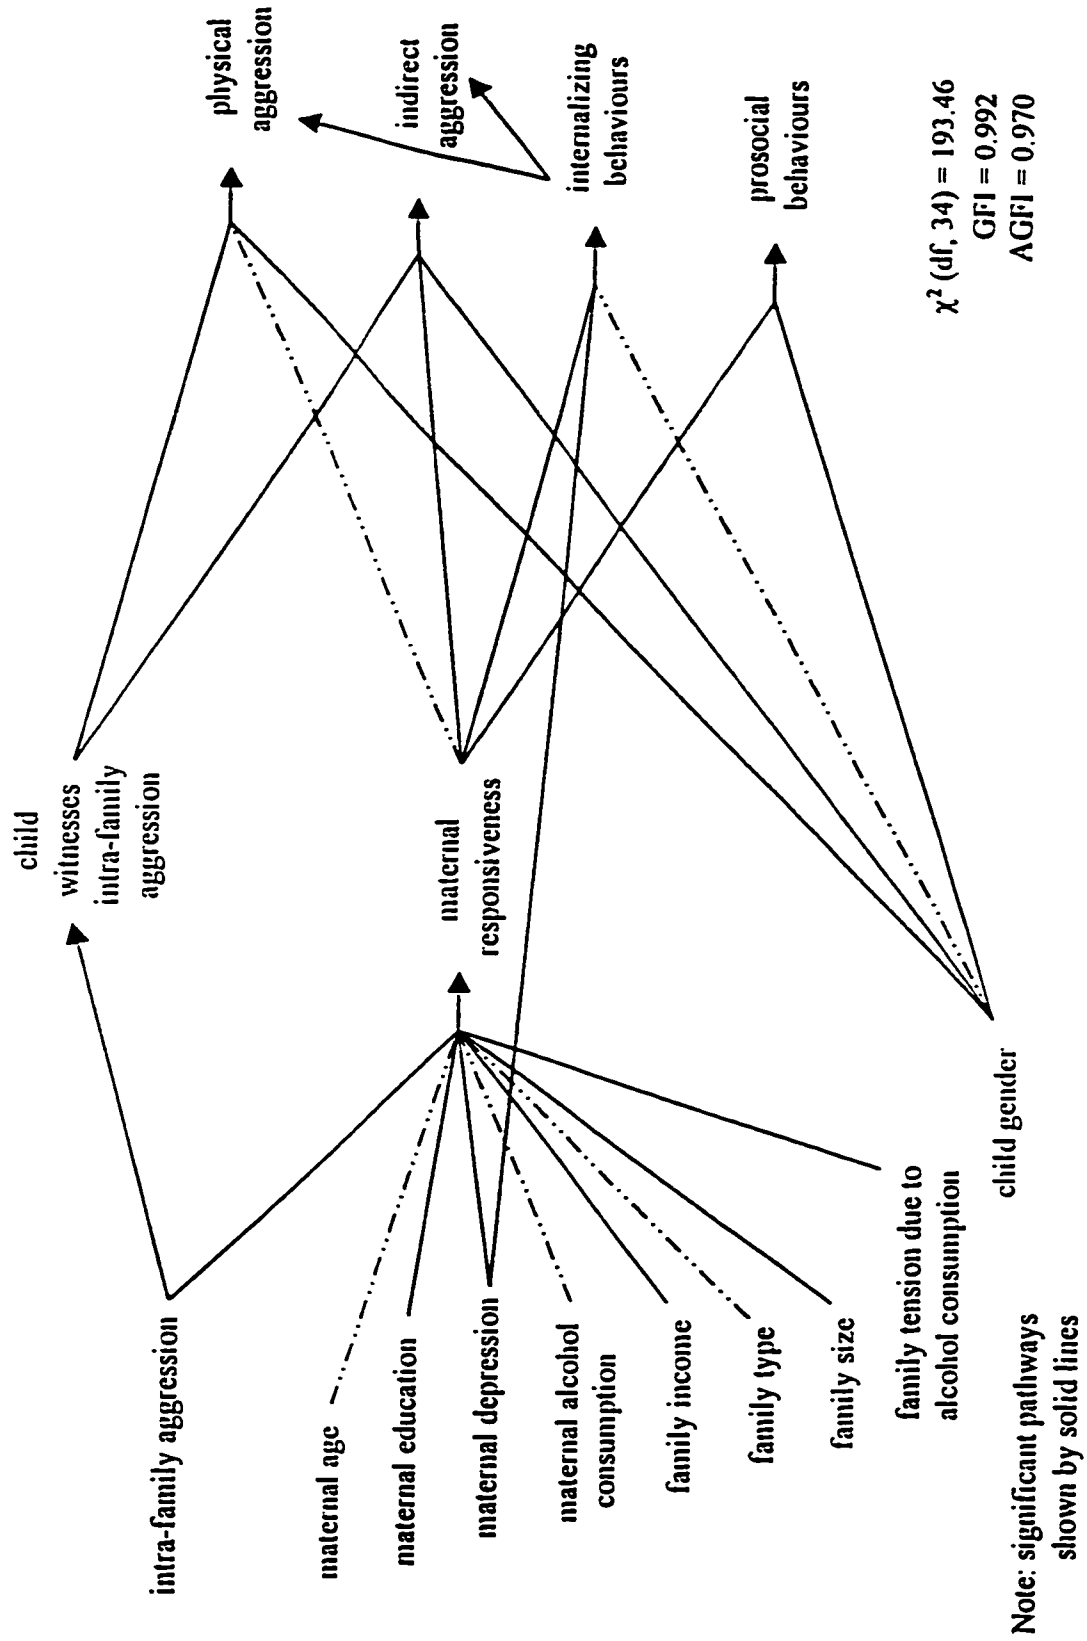 intra-family aggression
maternal age
maternal education
maternal depression
maternal alcohol
consumption
family income
family type
family size
family tension due to
alcohol consumption
child gender
child
witnesses
intra-family
aggression
maternal
responsiveness
physical
aggression
indirect
aggression
internalizing
behaviours
prosocial
behaviours
χ² (df, 34) = 193.46
GFI = 0.992
AGFI = 0.970
Note: significant pathways
shown by solid lines